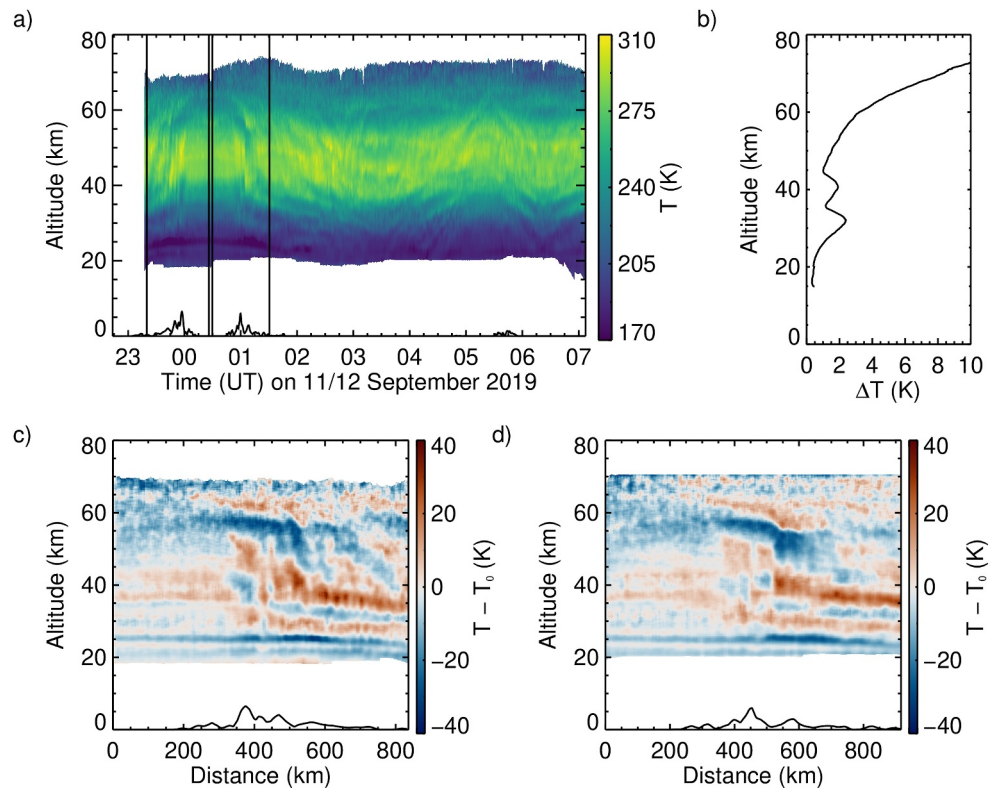 a)
80
60
40
20
0
Altitude (km)
23 00 01 02 03 04 05 06 07
Time (UT) on 11/12 September 2019
310
275
240
205
170
T (K)
b)
80
60
40
20
0
Altitude (km)
0 2 4 6 8 10
ΔT (K)
c)
80
60
40
20
0
Altitude (km)
0 200 400 600 800
Distance (km)
40
20
0
−20
−40
T − T₀ (K)
d)
80
60
40
20
0
Altitude (km)
0 200 400 600 800
Distance (km)
40
20
0
−20
−40
T − T₀ (K)